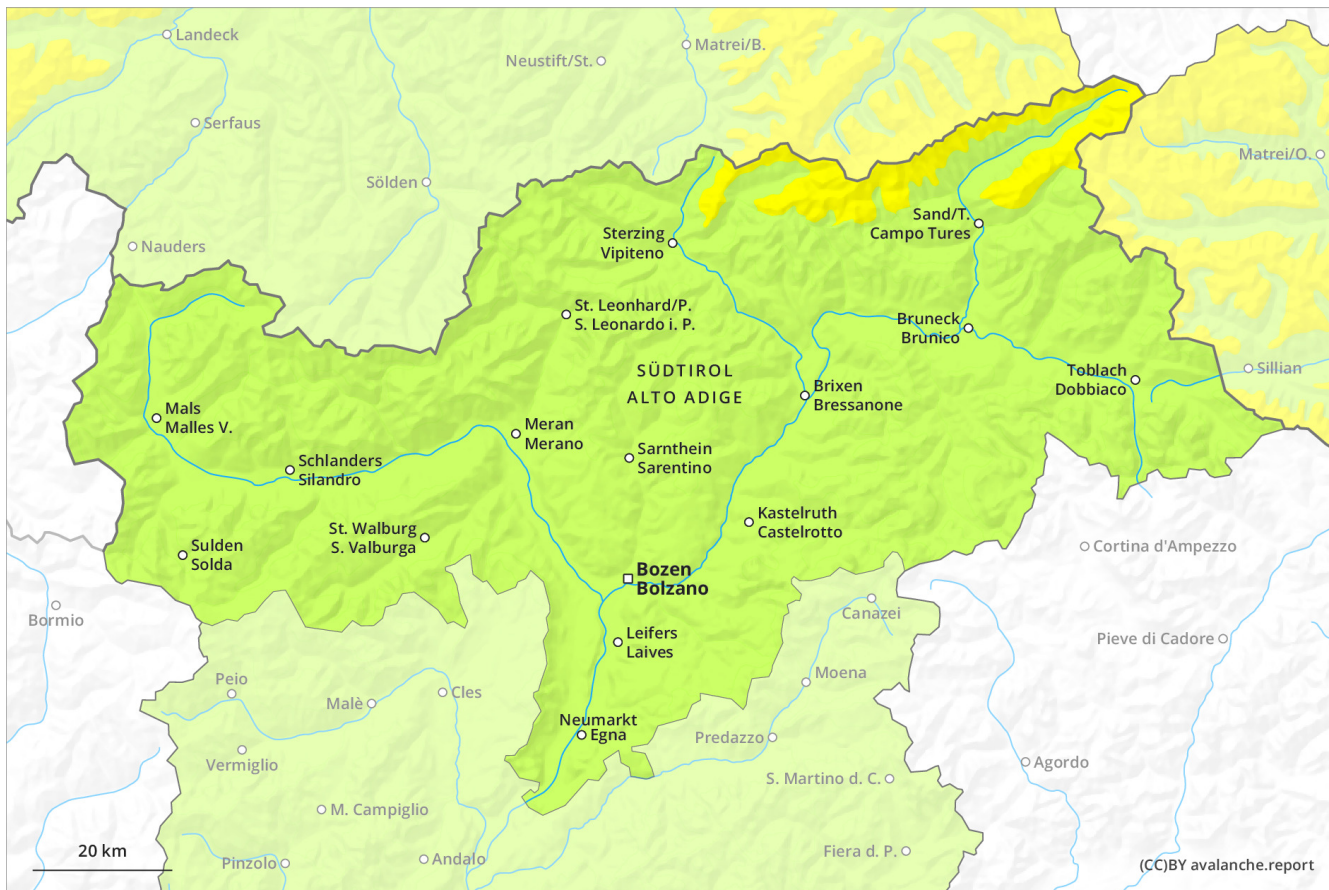 Landeck
Matrei/B.
Neustift/St.
Serfaus
Matrei/O.
Sölden
Sand/T.
Campo Tures
Sterzing
Vipiteno
Nauders
St. Leonhard/P.
S. Leonardo i. P.
Bruneck
Brunico
SÜDTIROL
ALTO ADIGE
Toblach
Dobbiaco
Sillian
Brixen
Bressanone
Mals
Malles V.
Meran
Merano
Sarnthein
Sarentino
Schlanders
Silandro
Kastelruth
Castelrotto
St. Walburg
S. Valburga
Sulden
Solda
Cortina d'Ampezzo
Bozen
Bolzano
Bormio
Canazei
Leifers
Laives
Pieve di Cadore
Peio
Moena
Malè
Cles
Neumarkt
Egna
Predazzo
Vermiglio
Agordo
S. Martino d. C.
M. Campiglio
20 km
Pinzolo
Andalo
Fiera d. P.
(CC)BY avalanche.report